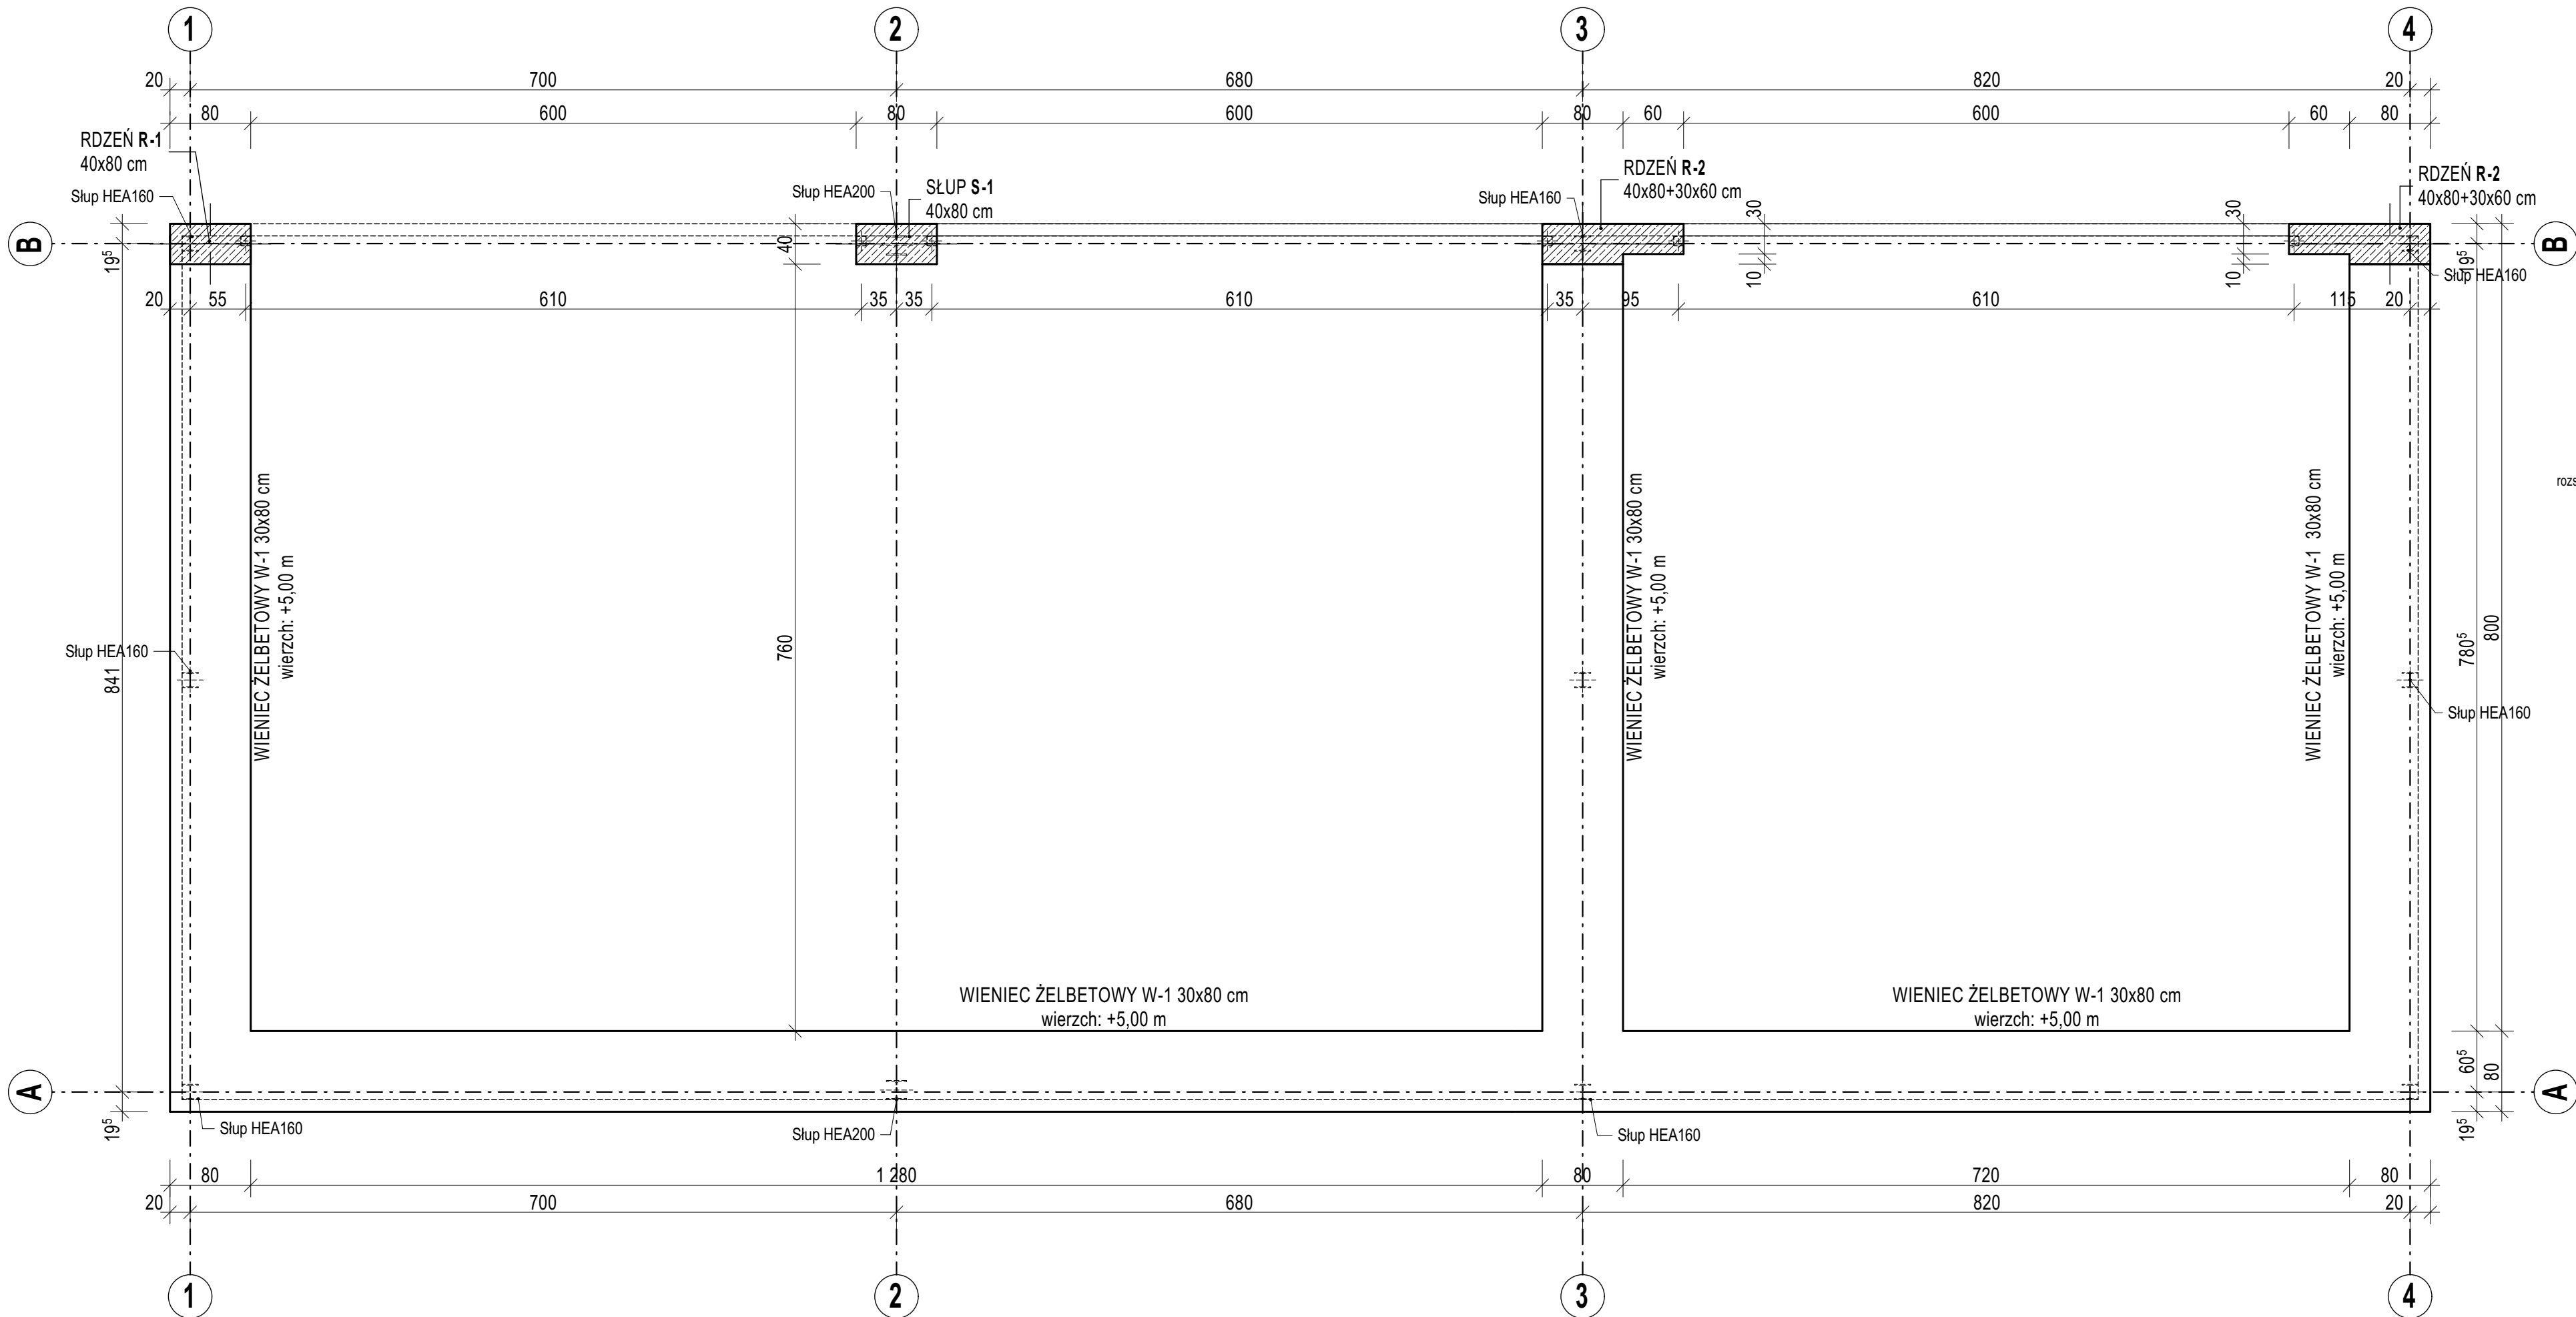 1
2
3
4
20
700
680
820
20
80
600
80
600
80
60
600
60
80
RDZEŃ R-1
40x80 cm
Słup HEA160
Słup HEA200
SŁUP S-1
40x80 cm
Słup HEA160
RDZEŃ R-2
40x80+30x60 cm
RDZEŃ R-2
40x80+30x60 cm
Słup HEA160
B
B
19⁵
40
30
10
30
10
19⁵
20
55
610
35
35
610
35
95
610
115
20
WIENIEC ŻELBETOWY W-1 30x80 cm
wierzch: +5,00 m
WIENIEC ŻELBETOWY W-1 30x80 cm
wierzch: +5,00 m
WIENIEC ŻELBETOWY W-1 30x80 cm
wierzch: +5,00 m
Słup HEA160
841
760
780⁵
800
Słup HEA160
WIENIEC ŻELBETOWY W-1 30x80 cm
wierzch: +5,00 m
WIENIEC ŻELBETOWY W-1 30x80 cm
wierzch: +5,00 m
60⁵
80
A
A
19⁵
19⁵
Słup HEA160
Słup HEA200
Słup HEA160
80
1 280
80
720
80
20
700
680
820
20
1
2
3
4